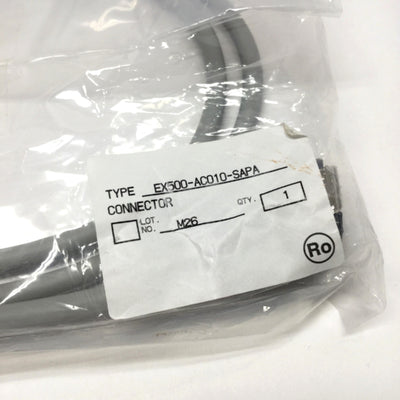 TYPE EX500-AC010-SAPA
CONNECTOR
LOT. NO. M26 QTY. 1
Ro